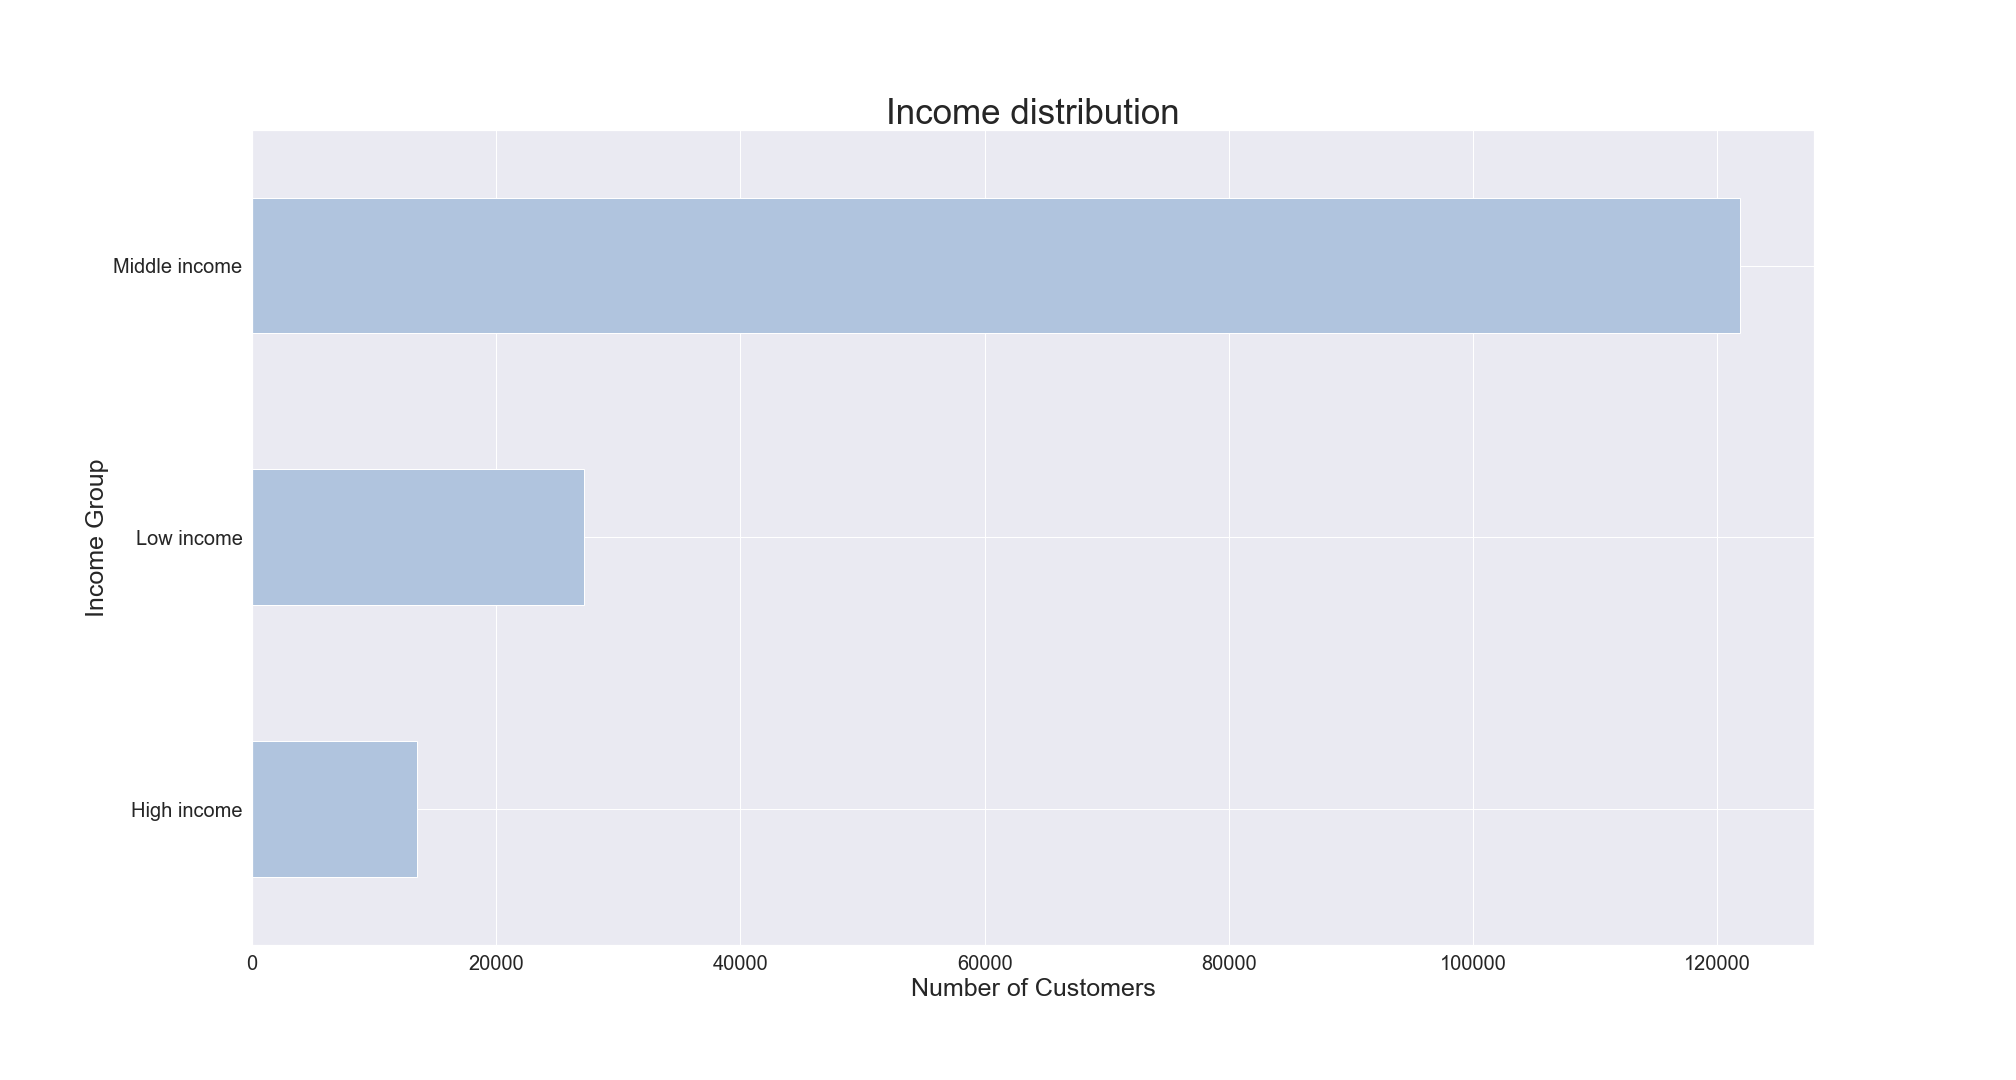 Income distribution
Middle income
Low income
High income
Income Group
0 20000 40000 60000 80000 100000 120000
Number of Customers